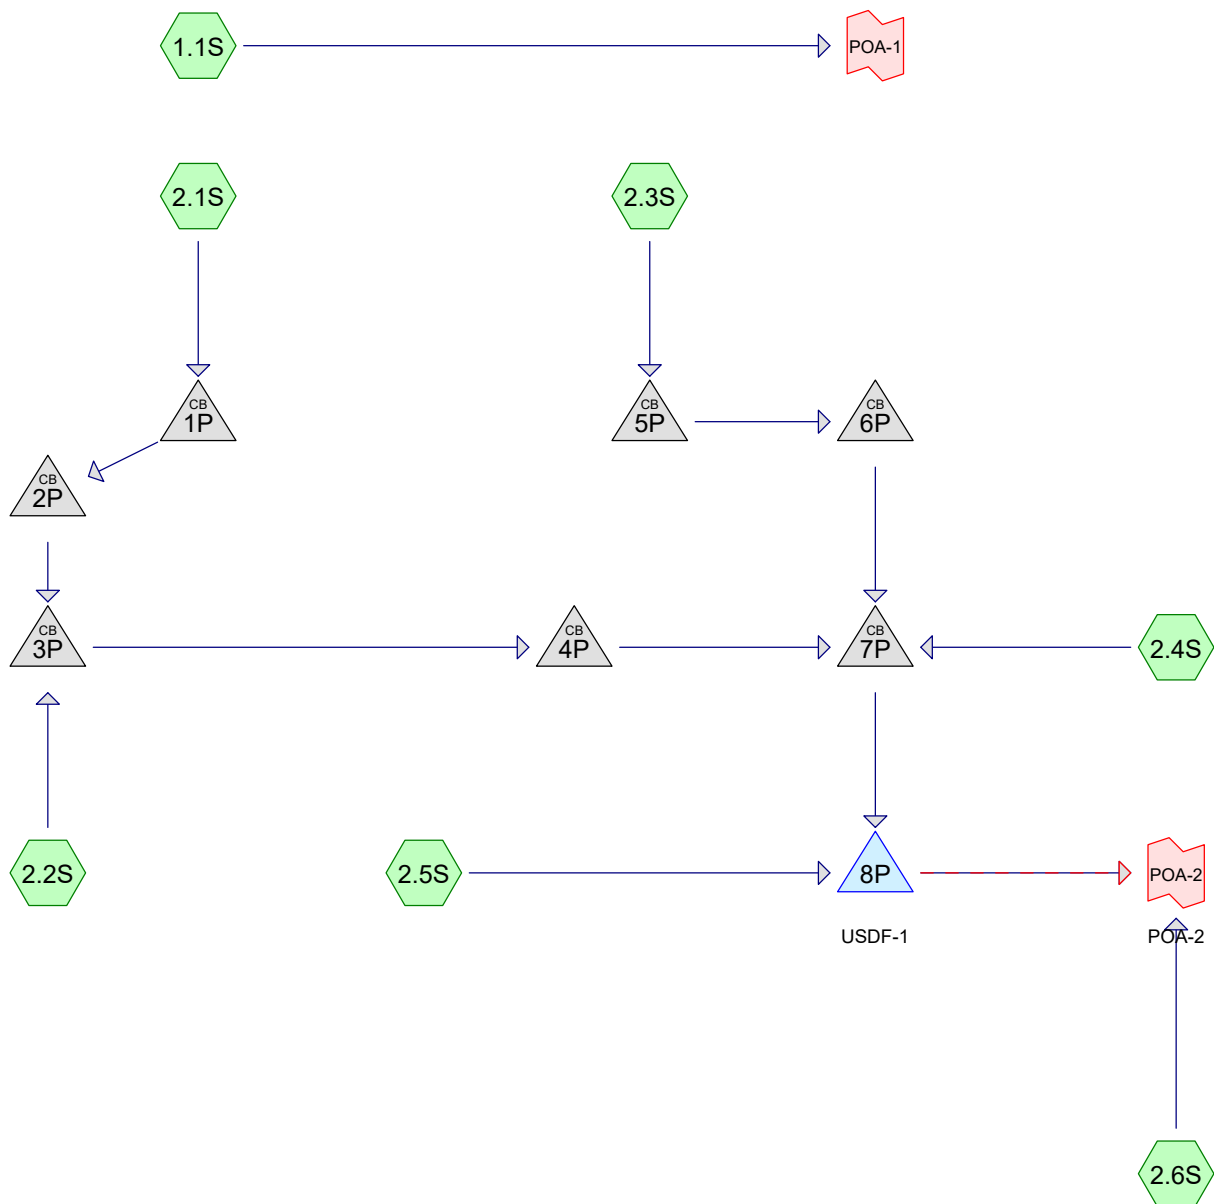 1.1S
POA-1
2.1S
2.3S
CB
1P
CB
5P
CB
6P
CB
2P
CB
3P
CB
4P
CB
7P
2.4S
2.2S
2.5S
8P
POA-2
USDF-1
POA-2
2.6S